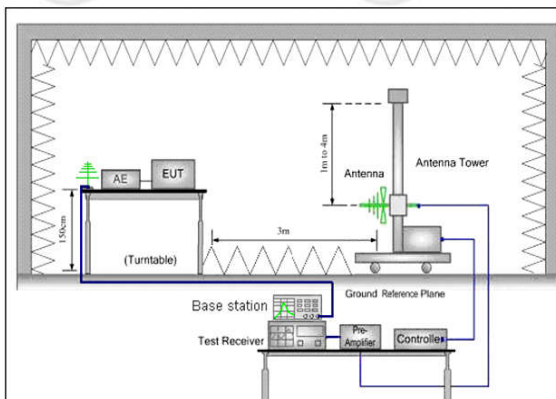 1m to 4m
Antenna
Antenna Tower
AE
EUT
150cm
(Turntable)
3m
Ground Reference Plane
Base station
Test Receiver
Pre-
Amplifier
Controller